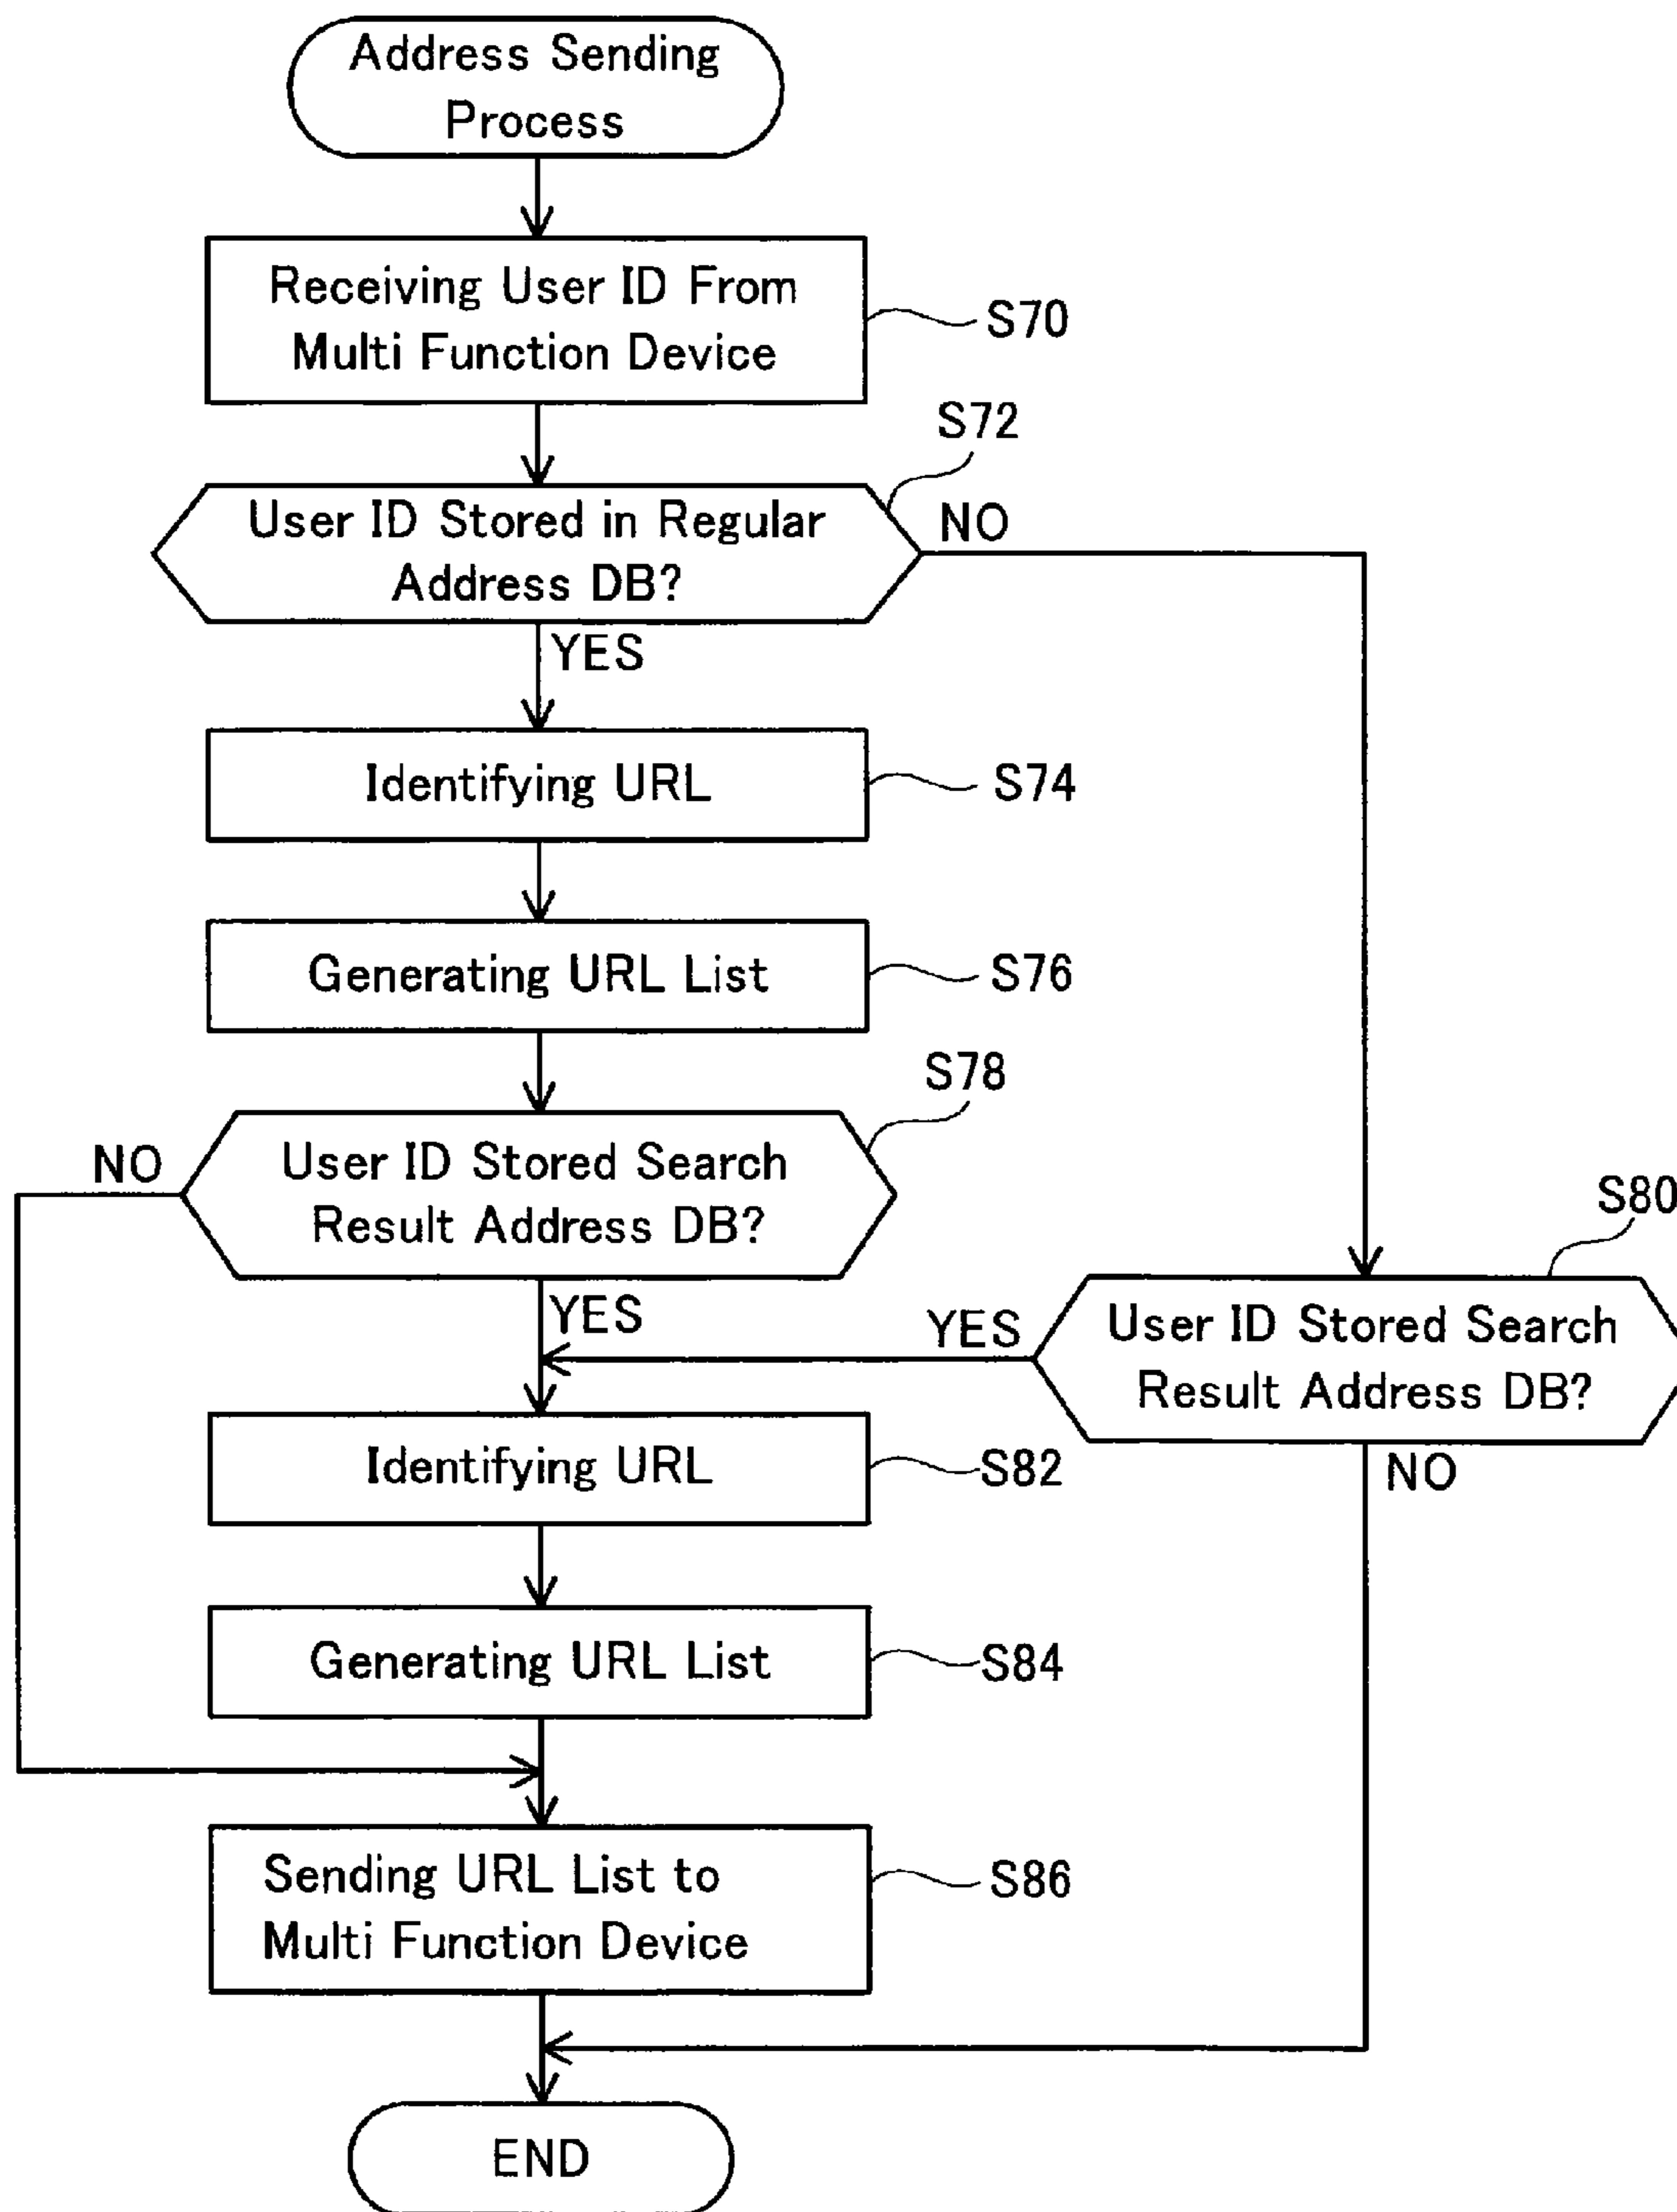 Address Sending
Process
Receiving User ID From
Multi Function Device
S70
S72
User ID Stored in Regular
Address DB?
NO
YES
Identifying URL
S74
Generating URL List
S76
S78
NO
User ID Stored Search
Result Address DB?
YES
S80
YES
User ID Stored Search
Result Address DB?
NO
Identifying URL
S82
Generating URL List
S84
Sending URL List to
Multi Function Device
S86
END